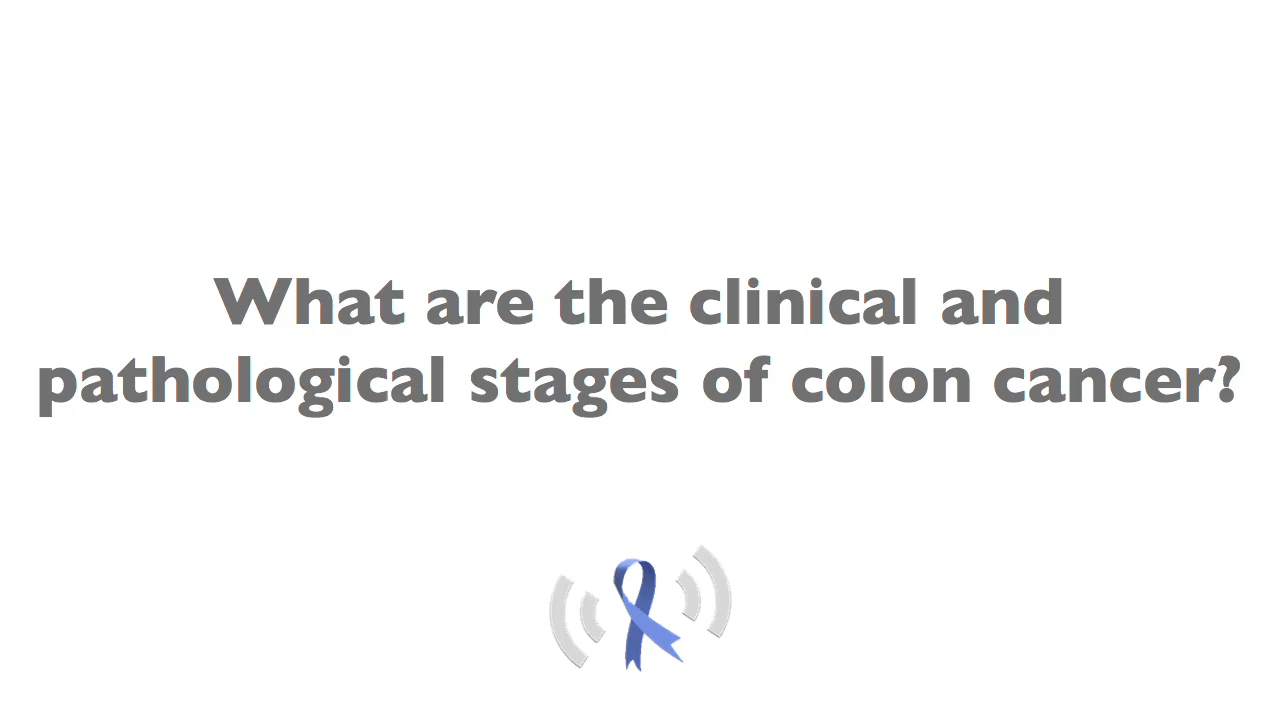 What are the clinical and
pathological stages of colon cancer?